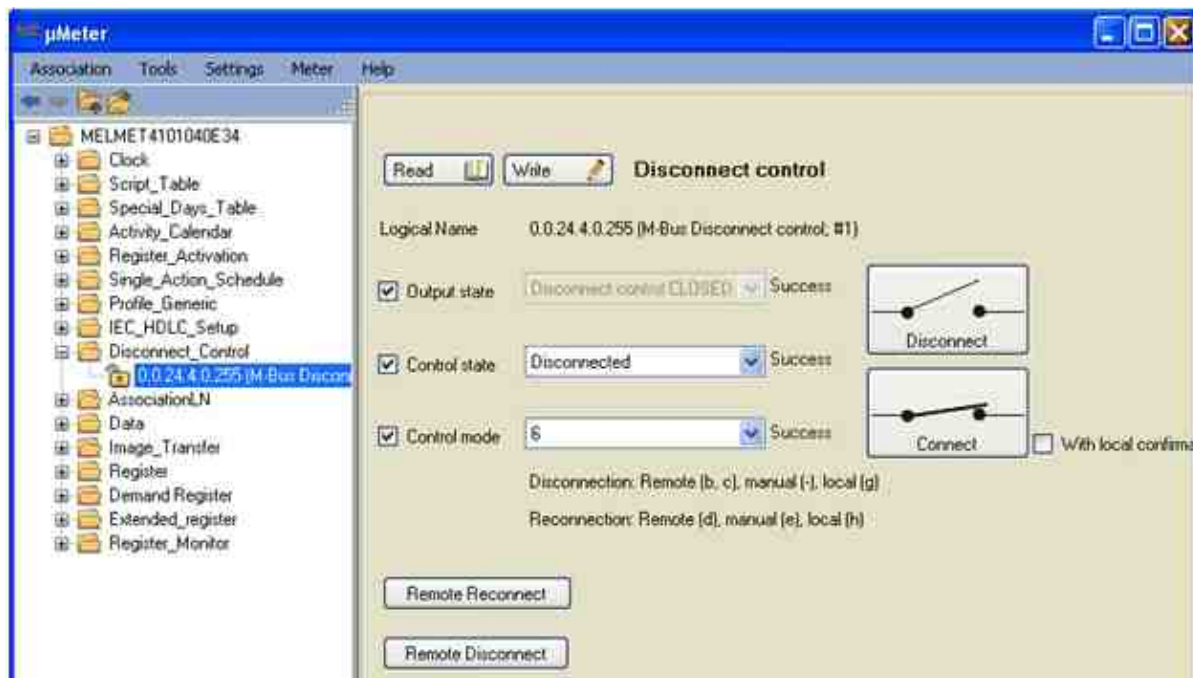 µMeter
Association Tools Settings Meter Help
MELMET4101040E34
Clock
Script_Table
Special_Days_Table
Activity_Calendar
Register_Activation
Single_Action_Schedule
Profile_Generic
IEC_HDLC_Setup
Disconnect_Control
0.0.24.4.0.255 (M-Bus Discon
AssociationLN
Data
Image_Transfer
Register
Demand Register
Extended_register
Register_Monitor
Read Write Disconnect control
Logical Name 0.0.24.4.0.255 (M-Bus Disconnect control; #1)
Output state Disconnect control CLOSED Success
Disconnect
Control state Disconnected Success
Control mode 6 Success
Connect
With local confirma
Disconnection: Remote (b, c), manual (-), local (g)
Reconnection: Remote (d), manual (e), local (h)
Remote Reconnect
Remote Disconnect